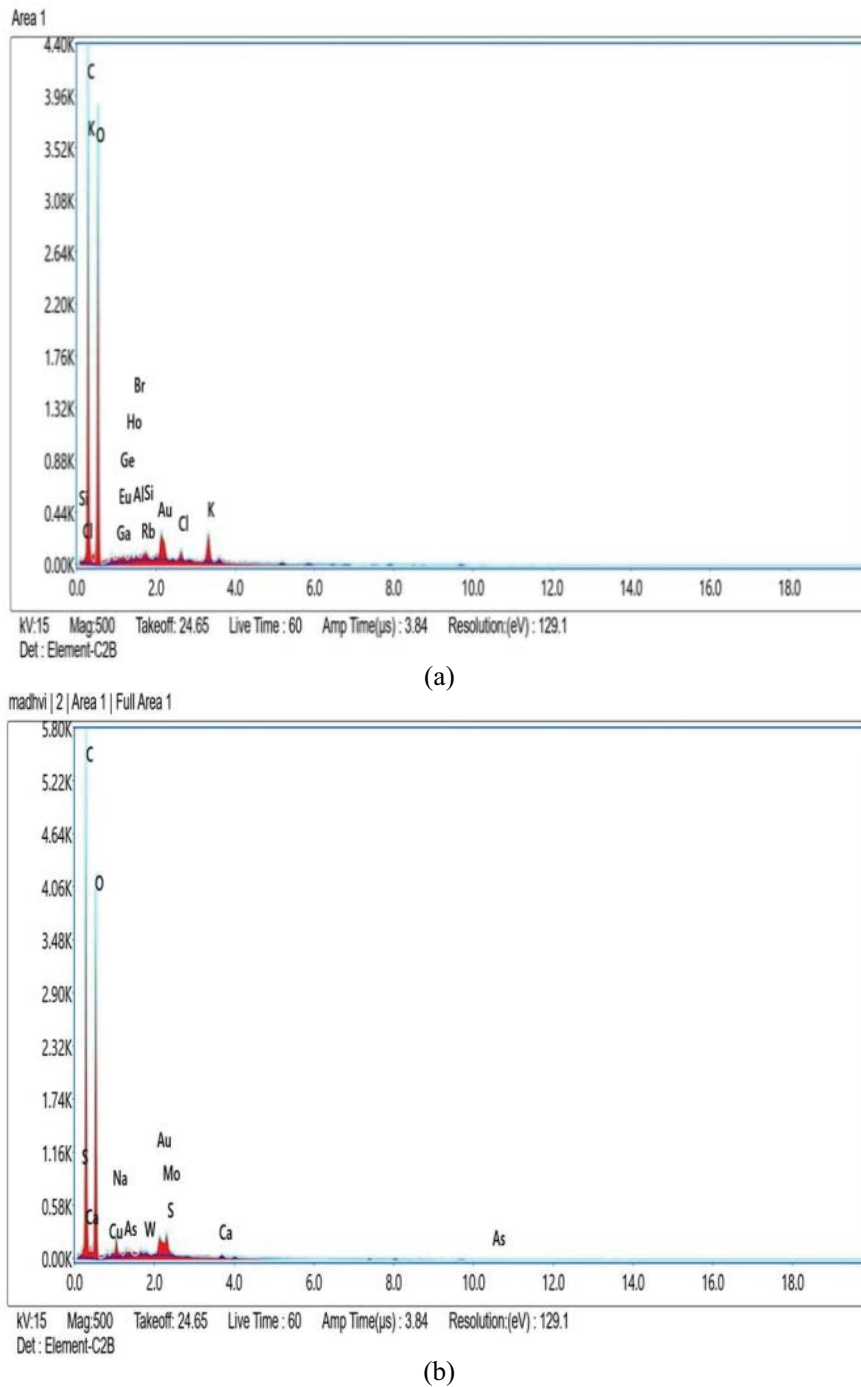 Area 1
4.40K
C
3.96K
K O
3.52K
3.08K
2.64K
2.20K
1.76K
Br
1.32K
Ho
0.88K
Ge
Si Eu Al Si
0.44K
Au Cl K
Cl Ga Rb
0.00K
0.0 2.0 4.0 6.0 8.0 10.0 12.0 14.0 16.0 18.0
kV:15 Mag:500 Takeoff: 24.65 Live Time : 60 Amp Time(µs) : 3.84 Resolution:(eV) : 129.1
Det : Element-C2B
(a)
madhvi | 2 | Area 1 | Full Area 1
5.80K
C
5.22K
4.64K
4.06K
O
3.48K
2.90K
2.32K
1.74K
Au
1.16K
S
Na Mo
0.58K
S
Ca Cu As W Ca As
0.00K
0.0 2.0 4.0 6.0 8.0 10.0 12.0 14.0 16.0 18.0
kV:15 Mag:500 Takeoff: 24.65 Live Time : 60 Amp Time(µs) : 3.84 Resolution:(eV) : 129.1
Det : Element-C2B
(b)